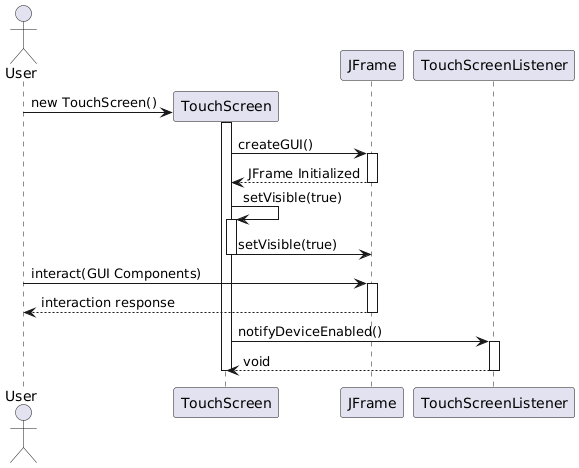 User
JFrame
TouchScreenListener
new TouchScreen()
TouchScreen
createGUI()
JFrame Initialized
setVisible(true)
setVisible(true)
interact(GUI Components)
interaction response
notifyDeviceEnabled()
void
User
TouchScreen
JFrame
TouchScreenListener